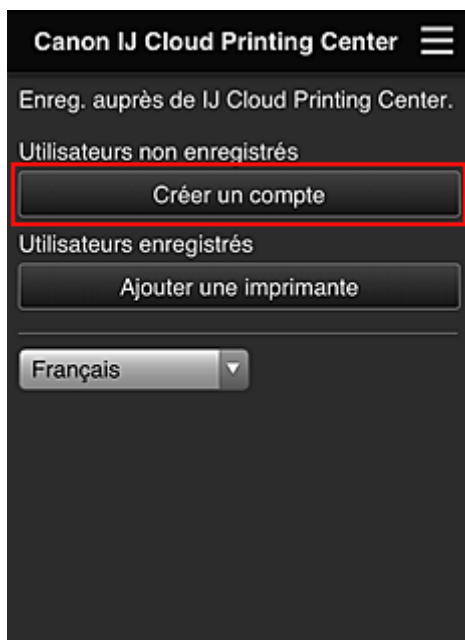 Canon IJ Cloud Printing Center
Enreg. auprès de IJ Cloud Printing Center.
Utilisateurs non enregistrés
Créer un compte
Utilisateurs enregistrés
Ajouter une imprimante
Français